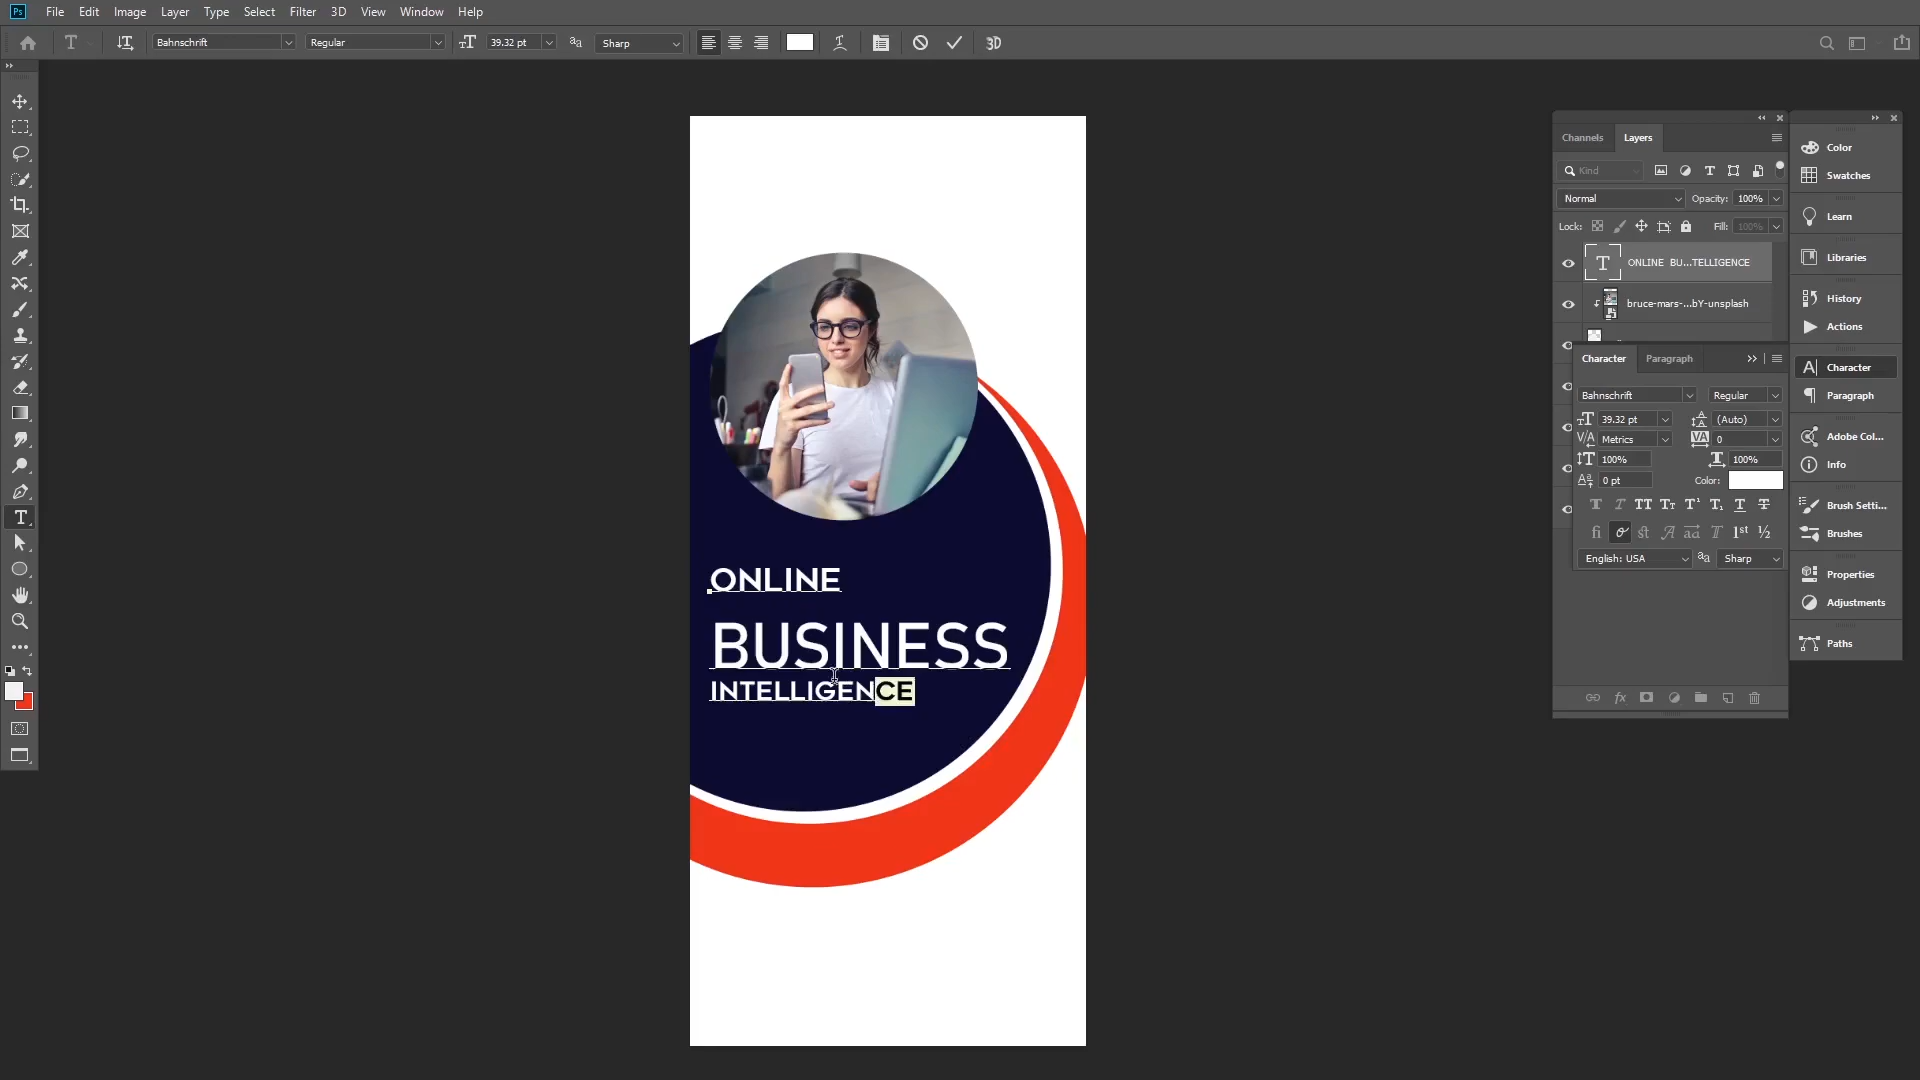 Ps File Edit Image Layer Type Select Filter 3D View Window Help
Bahnschrift Regular 39.32 pt Sharp 3D
Channels Layers
Kind
Normal Opacity: 100%
Lock: Fill: 100%
ONLINE BU...TELLIGENCE
bruce-mars-...bY-unsplash
Character Paragraph
Bahnschrift Regular
39.32 pt (Auto)
Metrics 0
100% 100%
0 pt Color:
English: USA Sharp
Color
Swatches
Learn
Libraries
History
Actions
Character
Paragraph
Adobe Col...
Info
Brush Setti...
Brushes
Properties
Adjustments
Paths
ONLINE
BUSINESS
INTELLIGENCE